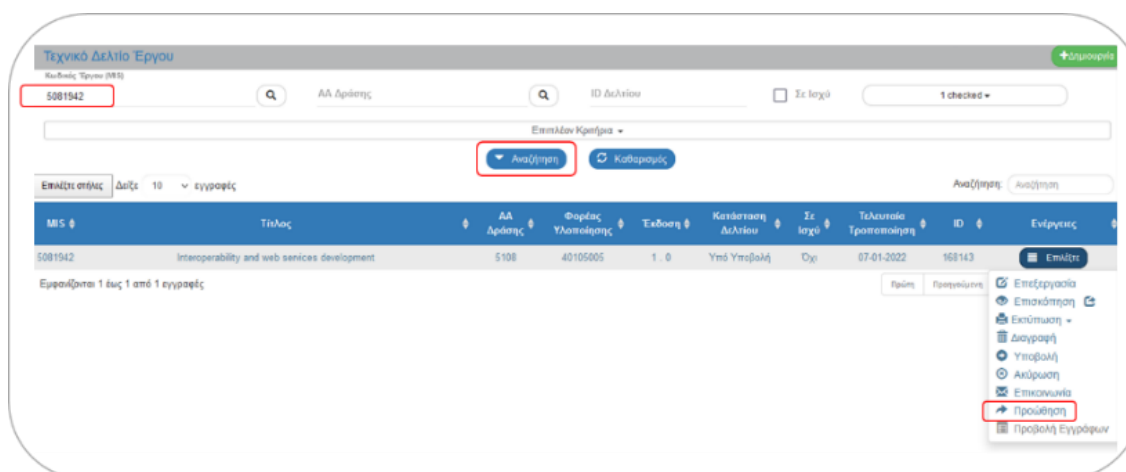 Τεχνικό Δελτίο Έργου
+Δημιουργία
Κωδικός Έργου (MIS)
5081942 ΑΑ Δράσης ID Δελτίου Σε Ισχύ 1 checked
Επιπλέον Κριτήρια
Αναζήτηση Καθαρισμός
Επιλέξτε στήλες Δείξε 10 εγγραφές Αναζήτηση: Αναζήτηση
MIS Τίτλος ΑΑ Δράσης Φορέας Υλοποίησης Έκδοση Κατάσταση Δελτίου Σε Ισχύ Τελευταία Τροποποίηση ID Ενέργειες
5081942 Interoperability and web services development 5108 40105005 1 . 0 Υπό Υποβολή Όχι 07-01-2022 168143 Επιλέξτε
Εμφανίζονται 1 έως 1 από 1 εγγραφές Πρώτη Προηγούμενη
Επεξεργασία
Επισκόπηση
Εκτύπωση
Διαγραφή
Υποβολή
Ακύρωση
Επικοινωνία
Προώθηση
Προβολή Εγγράφων